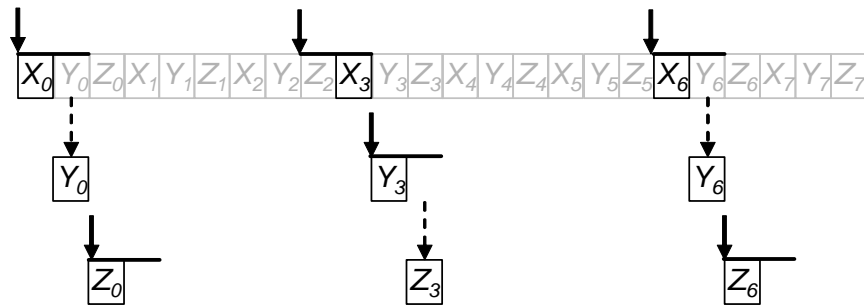 X₀ Y₀ Z₀ X₁ Y₁ Z₁ X₂ Y₂ Z₂ X₃ Y₃ Z₃ X₄ Y₄ Z₄ X₅ Y₅ Z₅ X₆ Y₆ Z₆ X₇ Y₇ Z₇
Y₀ Y₃ Y₆
Z₀ Z₃ Z₆